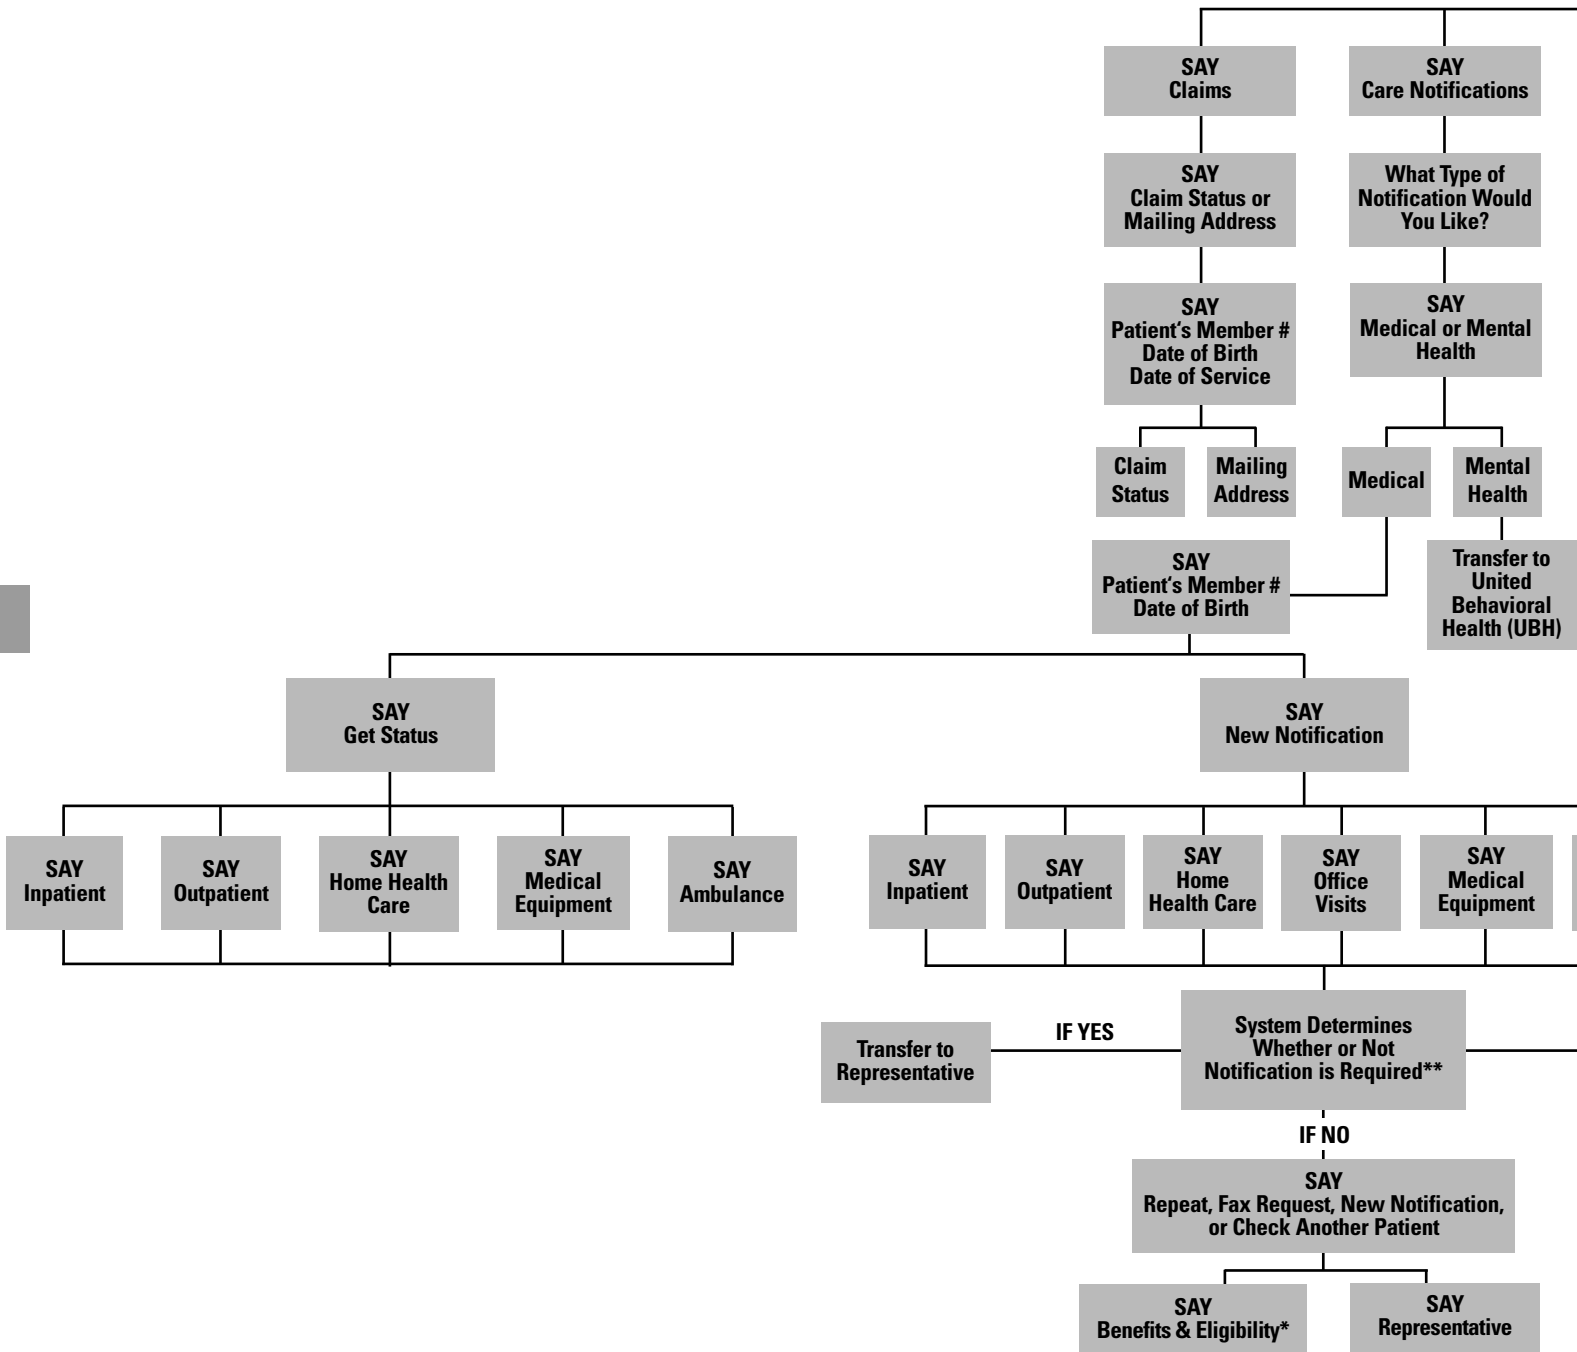 SAY
Claims
SAY
Care Notifications
SAY
Claim Status or
Mailing Address
What Type of
Notification Would
You Like?
SAY
Patient‘s Member #
Date of Birth
Date of Service
SAY
Medical or Mental
Health
Claim
Status
Mailing
Address
Medical
Mental
Health
SAY
Patient‘s Member #
Date of Birth
Transfer to
United
Behavioral
Health (UBH)
SAY
Get Status
SAY
New Notification
SAY
Inpatient
SAY
Outpatient
SAY
Home Health
Care
SAY
Medical
Equipment
SAY
Ambulance
SAY
Inpatient
SAY
Outpatient
SAY
Home
Health Care
SAY
Office
Visits
SAY
Medical
Equipment
Transfer to
Representative
IF YES
System Determines
Whether or Not
Notification is Required**
IF NO
SAY
Repeat, Fax Request, New Notification,
or Check Another Patient
SAY
Benefits & Eligibility*
SAY
Representative